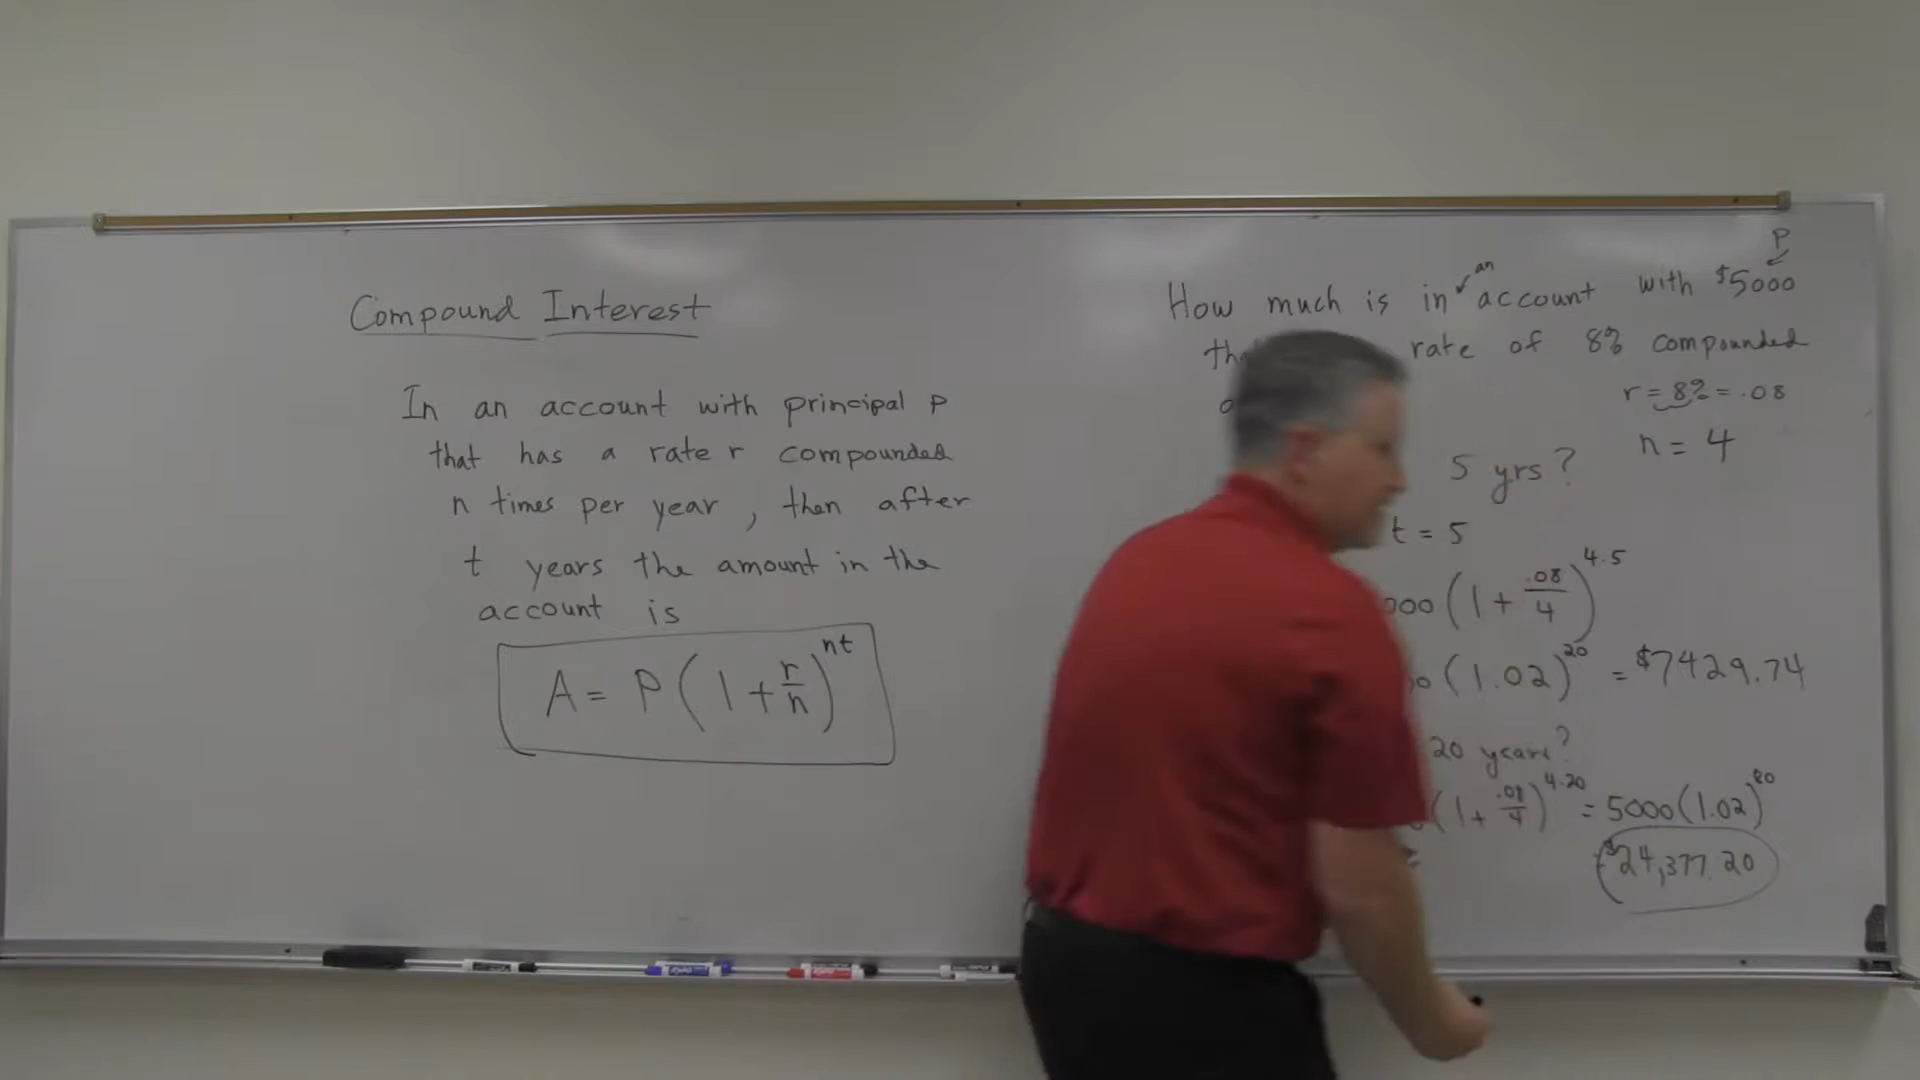 Compound Interest
In an account with principal P
that has a rate r compounded
n times per year, then after
t years the amount in the
account is
A = P(1+r/n)^nt
P
an
How much is in account with $5000
rate of 8% compounded
r = 8% = .08
n = 4
5 yrs?
t = 5
(1 + .08/4)^4·5
(1.02)^20 = $7429.74
20 years?
(1 + .08/4)^4·20 = 5000(1.02)^80
$24,377.20